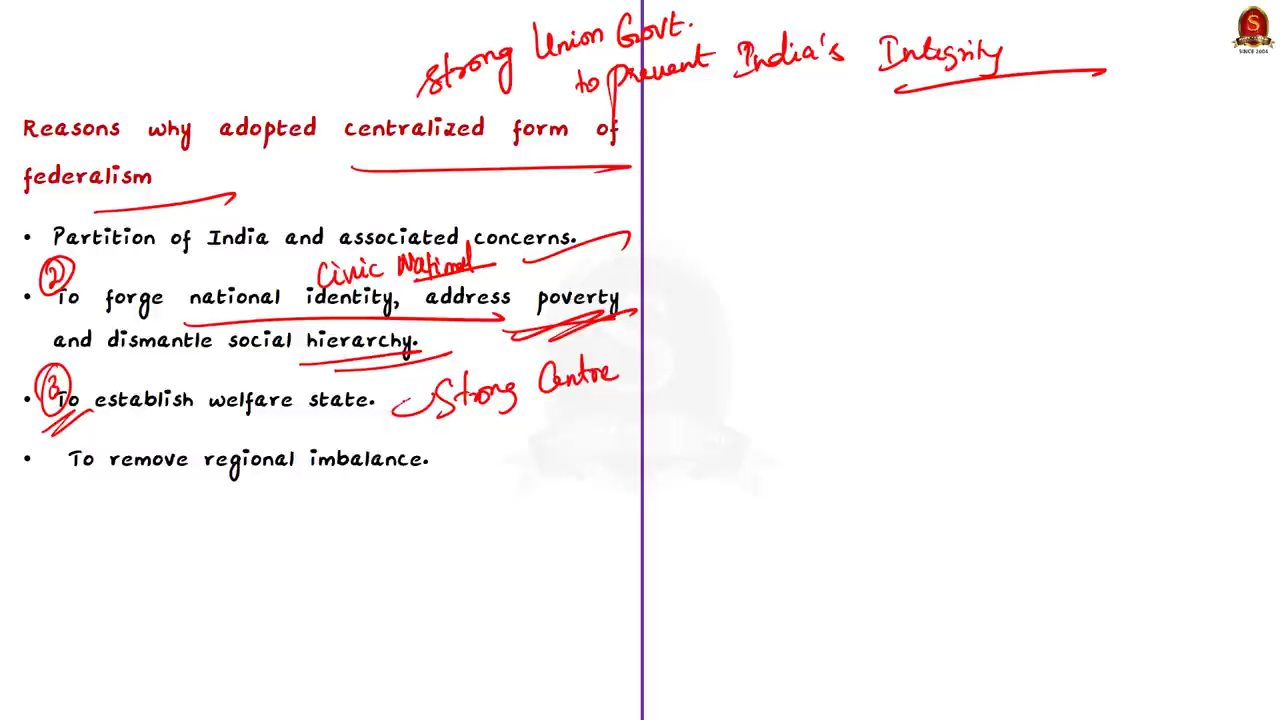 strong Union Govt.
to prevent India's Integrity
Reasons why adopted centralized form of
federalism
• Partition of India and associated concerns.
② Civic National
• To forge national identity, address poverty
and dismantle social hierarchy.
③ Strong Centre
• To establish welfare state.
• To remove regional imbalance.
S
SINCE 2004